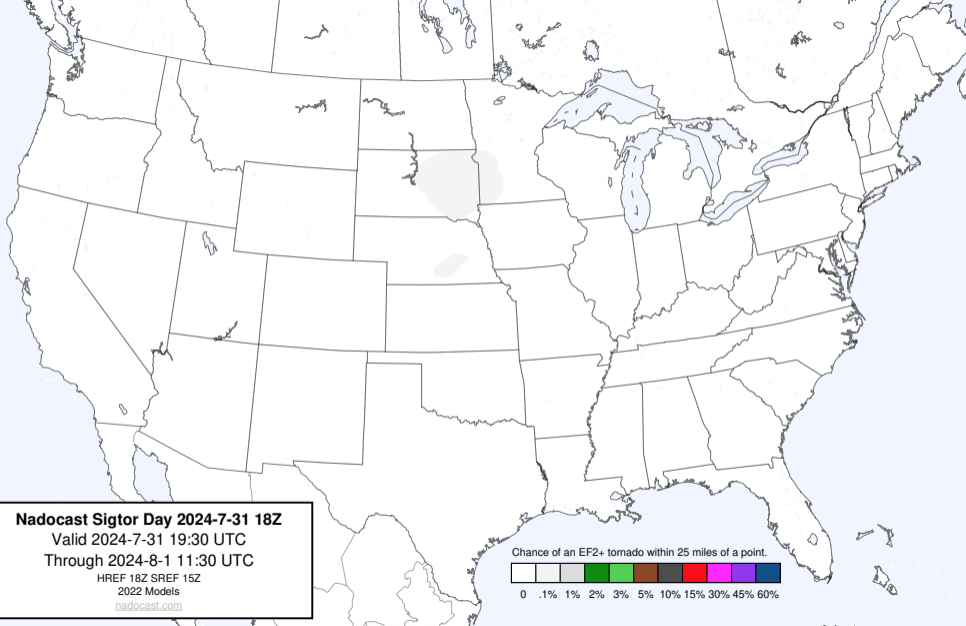 Nadocast Sigtor Day 2024-7-31 18Z
Valid 2024-7-31 19:30 UTC
Through 2024-8-1 11:30 UTC
HREF 18Z SREF 15Z
2022 Models
nadocast.com
Chance of an EF2+ tornado within 25 miles of a point.
0 .1% 1% 2% 3% 5% 10% 15% 30% 45% 60%